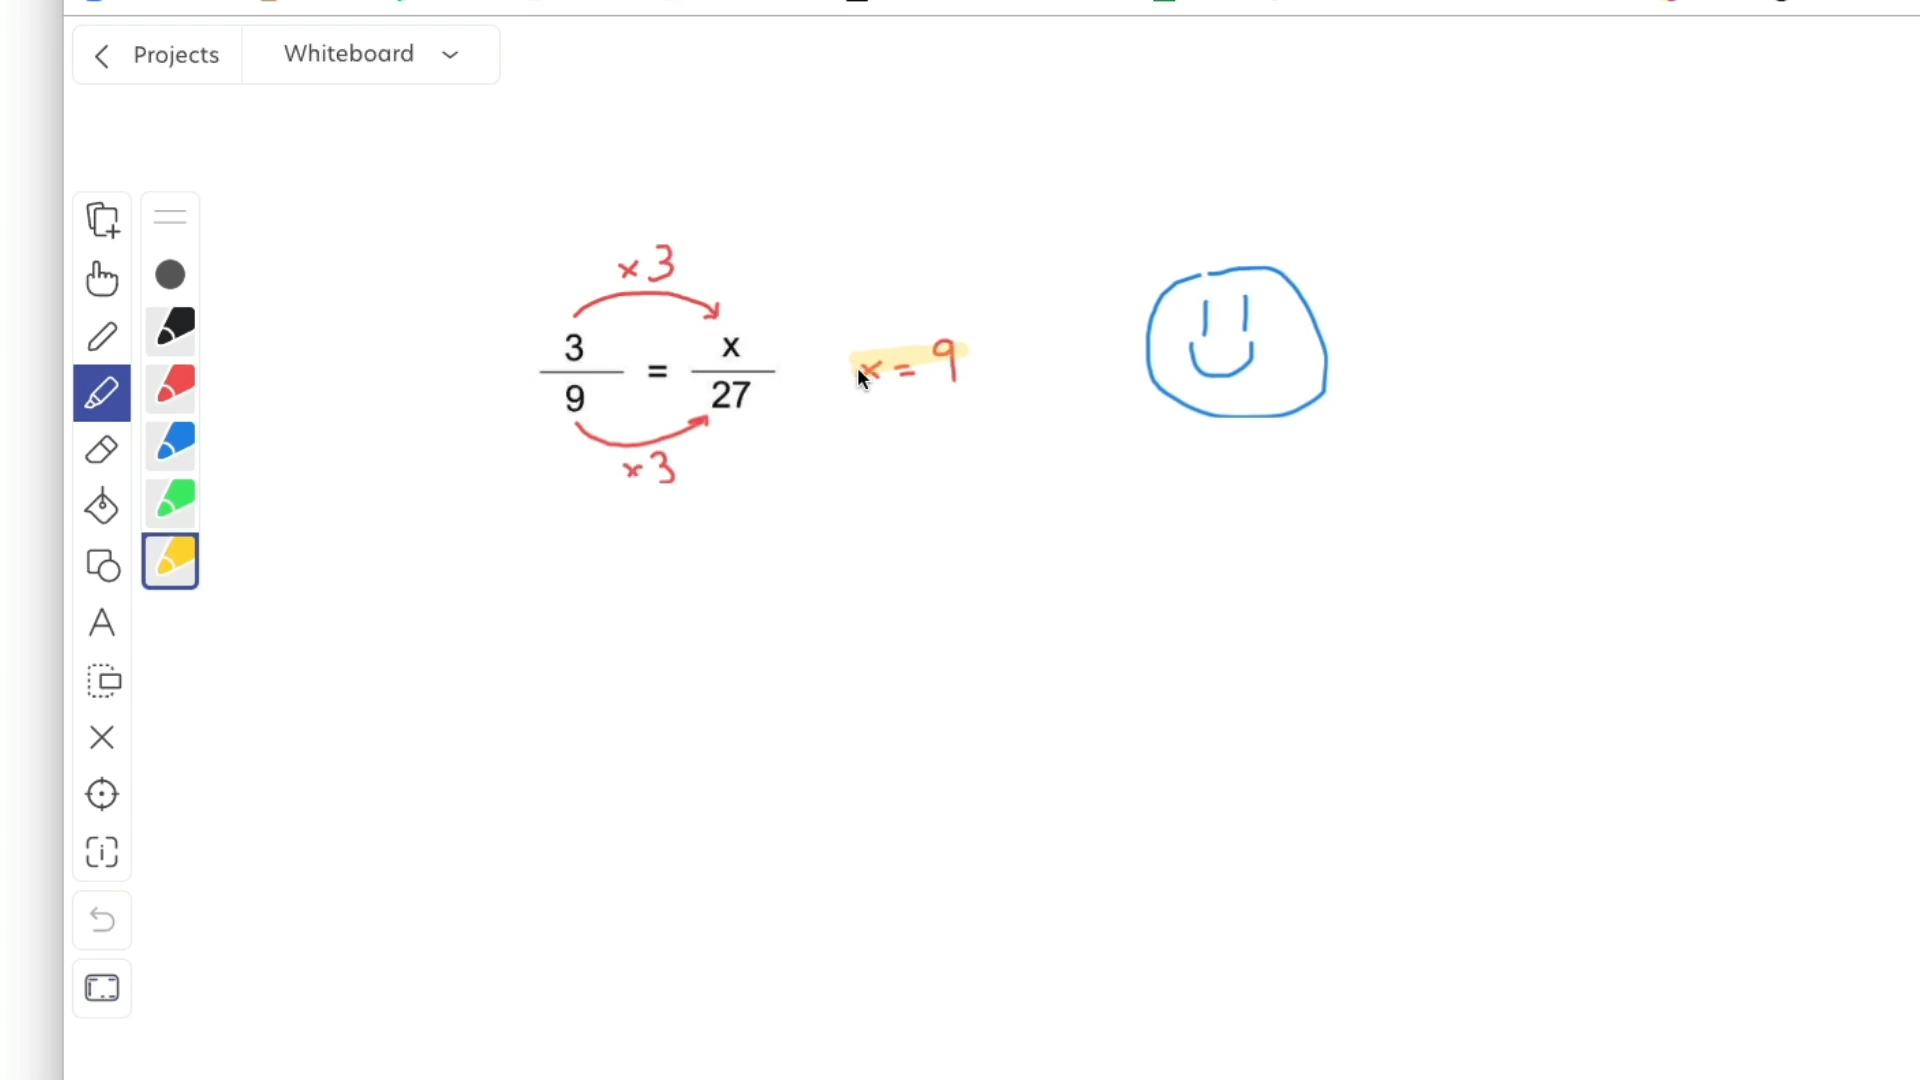 Projects
Whiteboard
×3
3
9
=
x
27
×3
x = 9
A